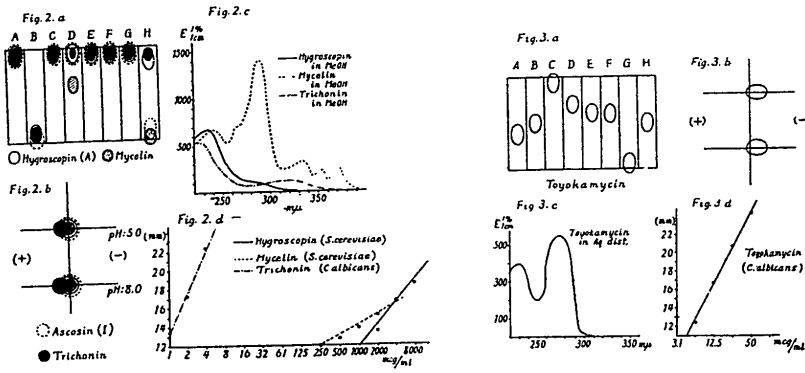 Fig.2.a
A B C D E F G H
Hygroscopin (A) Mycelin
Fig.2.b
pH:5.0
(+) (-)
pH:8.0
Ascosin (I)
Trichonin
Fig.2.c
E 1% 1cm
1500
1000
500
Hygroscopin
in MeOH
Mycelin
in MeOH
Trichonin
in MeOH
250 300 350 mμ
Fig.2.d
(mm)
22
20
18
16
14
12
Hygroscopin (S.cerevisiae)
Mycelin (S.cerevisiae)
Trichonin (C.albicans)
1 2 4 8 16 32 61 125 250 500 1000 2000 8000
mcg/ml
Fig.3.a
A B C D E F G H
Toyokamycin
Fig.3.b
(+) (-)
Fig.3.c
E 1% 1cm
500
300
100
Toyokamycin
in Aq dist.
250 300 350 mμ
Fig.3d
(mm)
24
22
20
18
16
14
12
Toyokamycin
(C.albicans)
3.1 12.5 50 mcg/ml